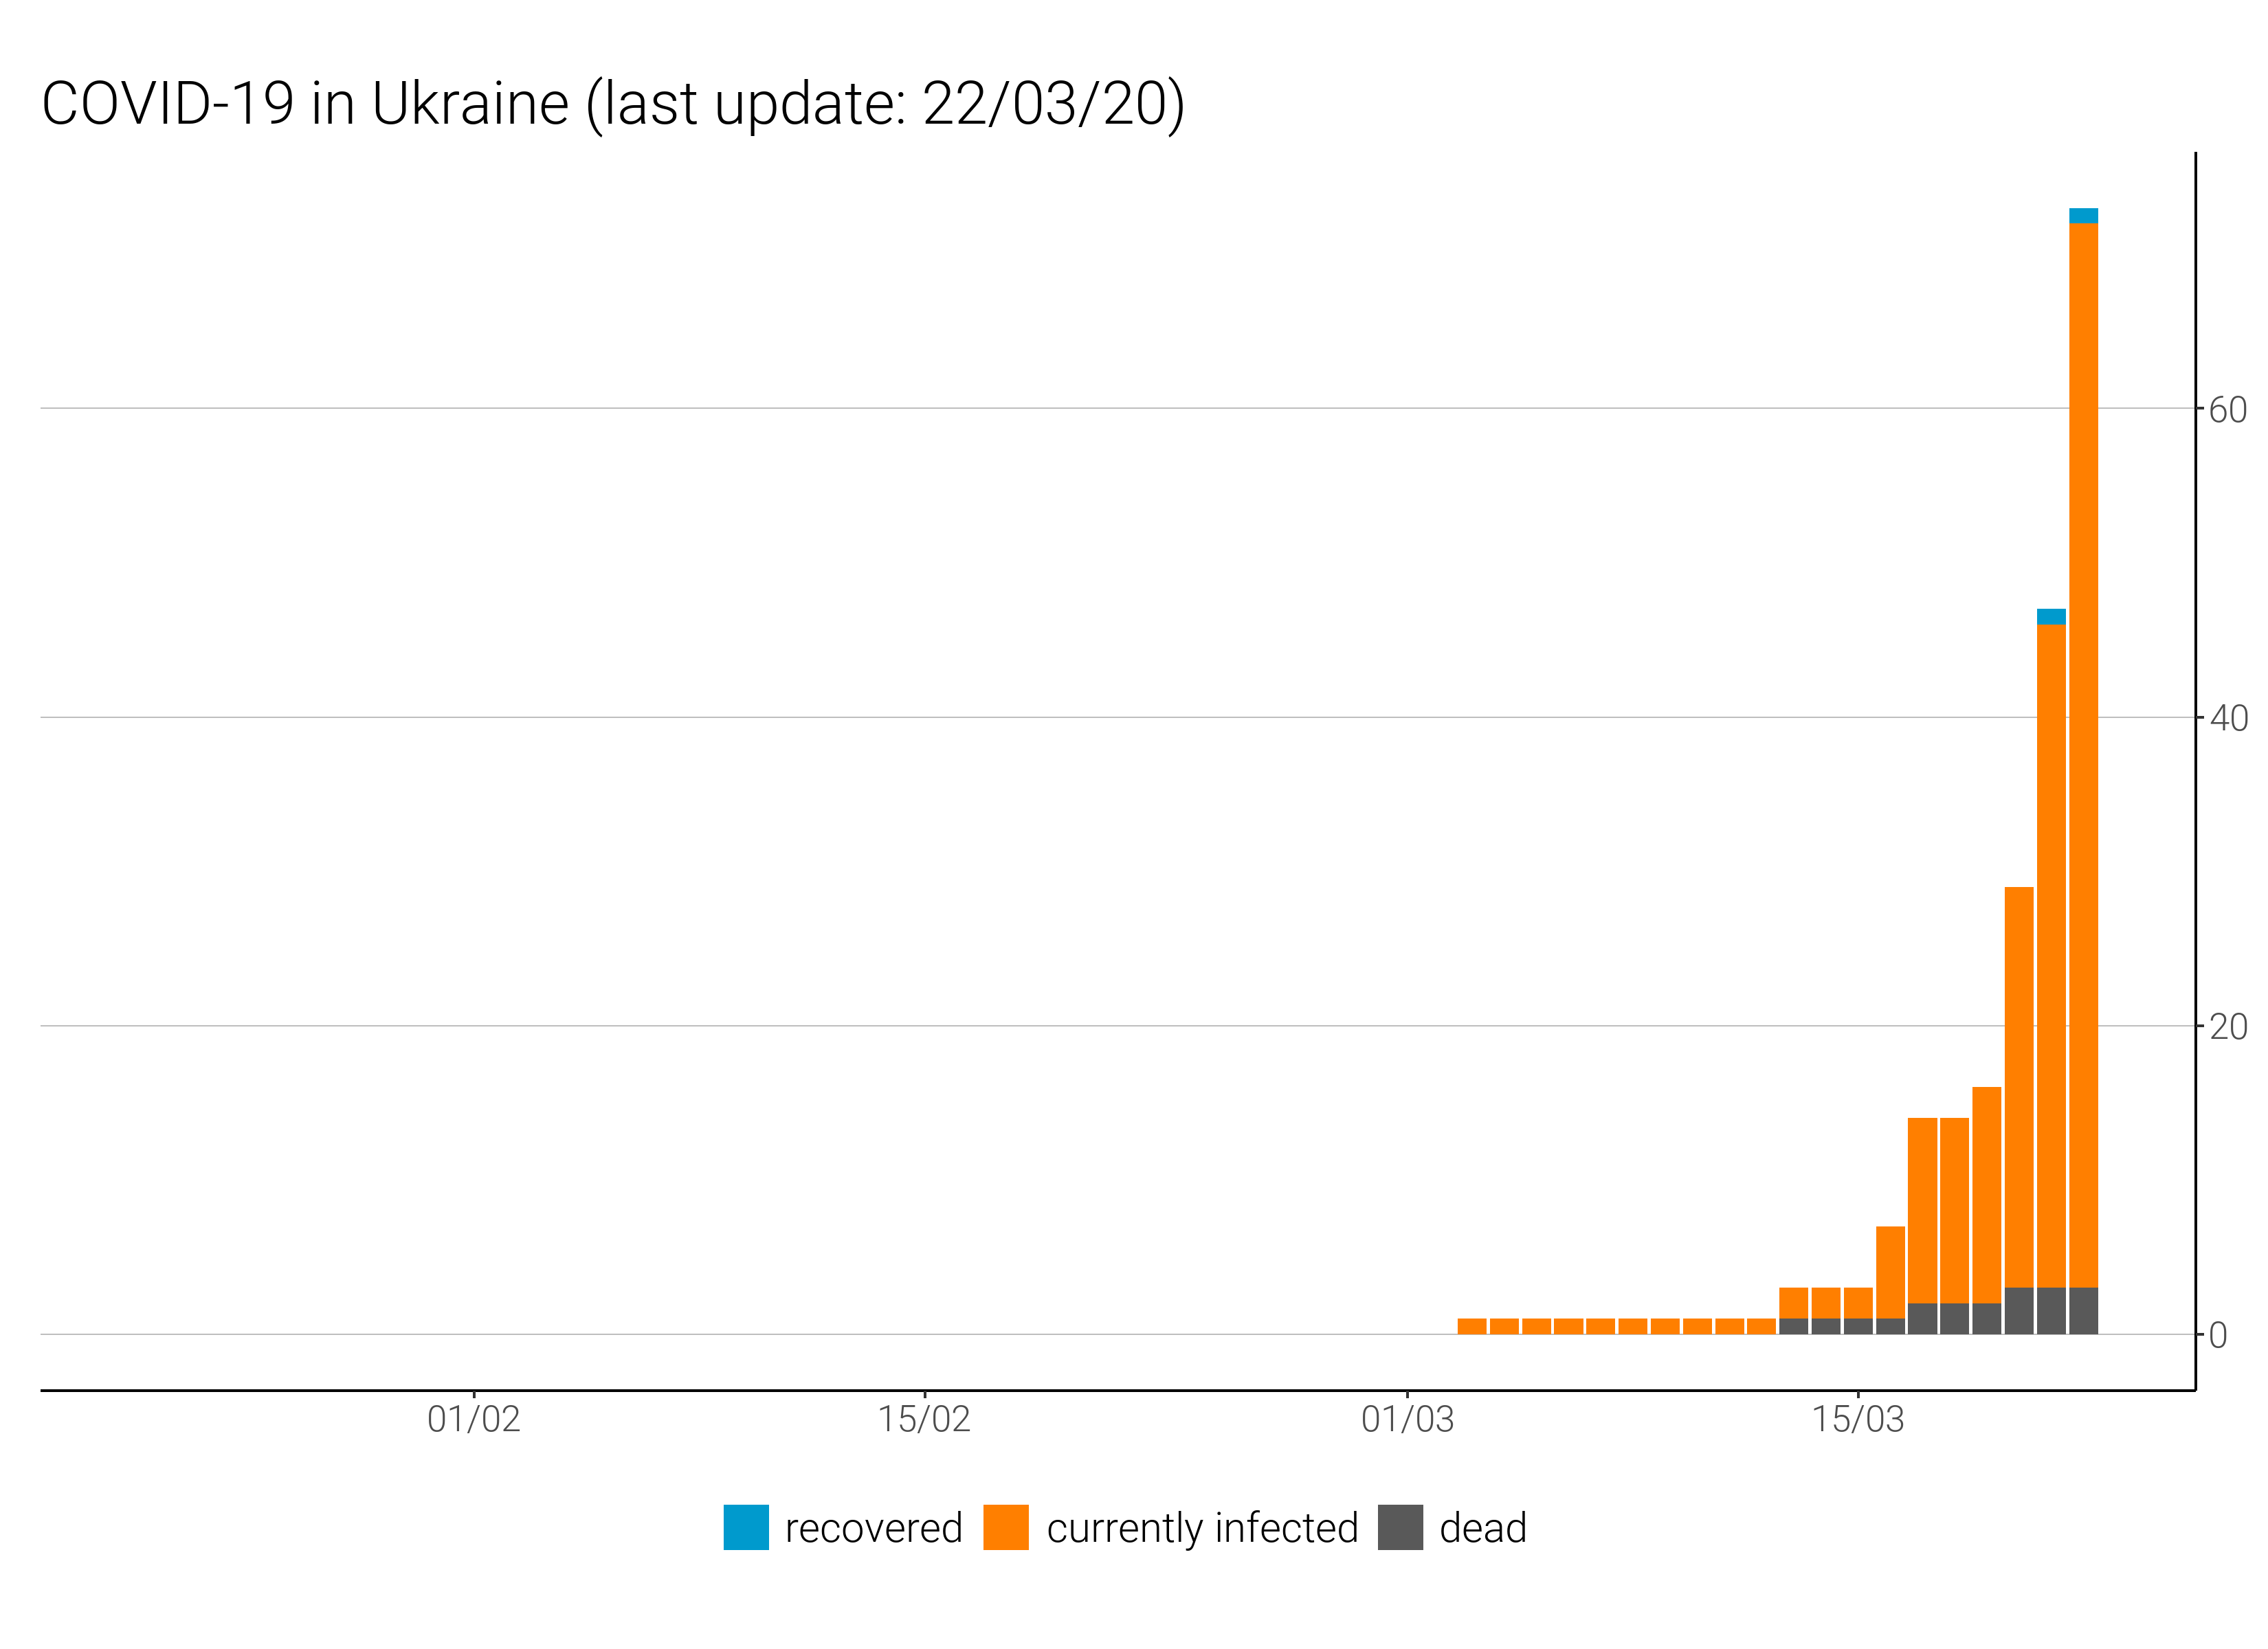 COVID-19 in Ukraine (last update: 22/03/20)
60
40
20
0
01/02 15/02 01/03 15/03
recovered currently infected dead